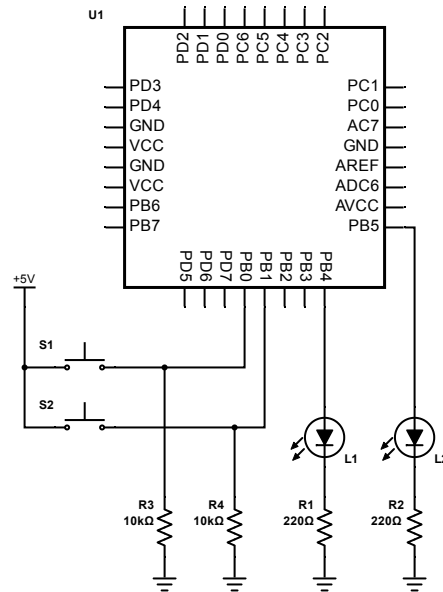 U1
PD2
PD1
PD0
PC6
PC5
PC4
PC3
PC2
PD3
PD4
GND
VCC
GND
VCC
PB6
PB7
PC1
PC0
AC7
GND
AREF
ADC6
AVCC
PB5
PD5
PD6
PD7
PB0
PB1
PB2
PB3
PB4
+5V
S1
S2
L1
L2
R3
10kΩ
R4
10kΩ
R1
220Ω
R2
220Ω